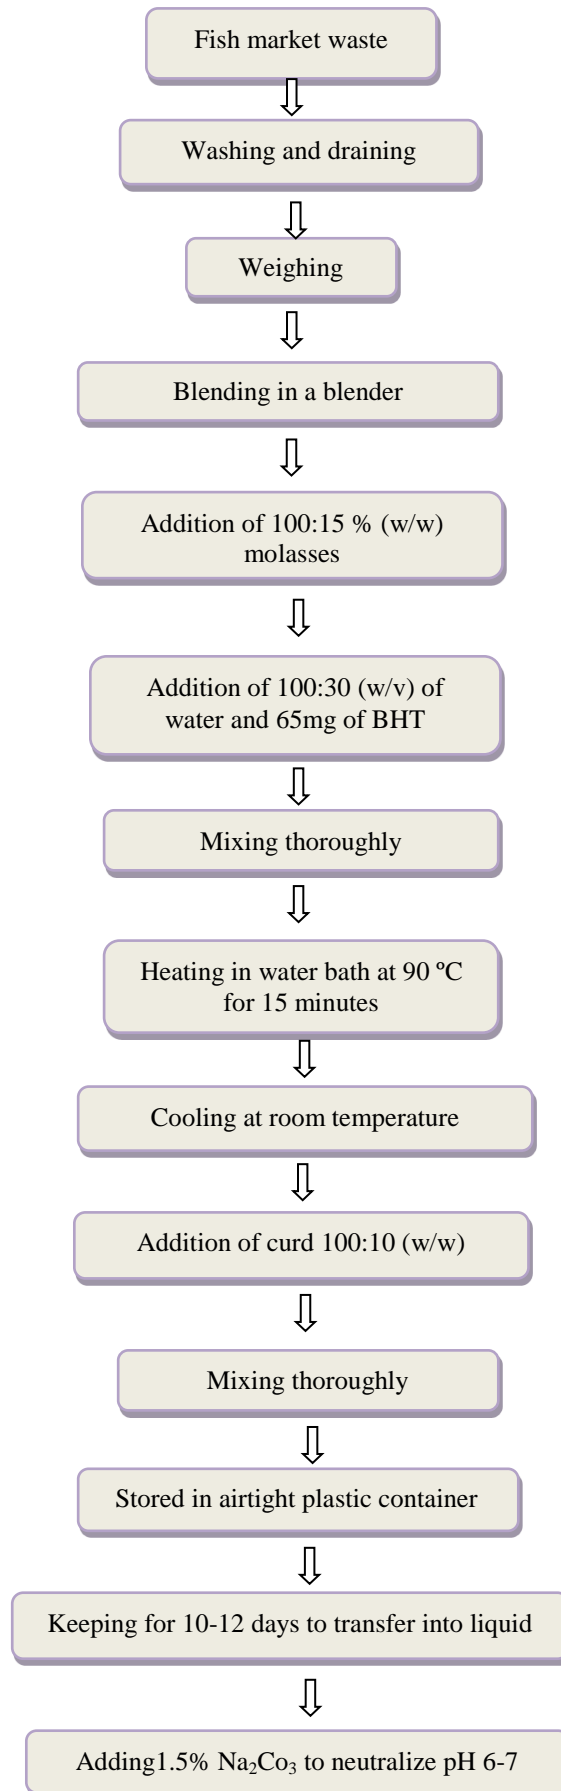 Fish market waste
Washing and draining
Weighing
Blending in a blender
Addition of 100:15 % (w/w)
molasses
Addition of 100:30 (w/v) of
water and 65mg of BHT
Mixing thoroughly
Heating in water bath at 90 ºC
for 15 minutes
Cooling at room temperature
Addition of curd 100:10 (w/w)
Mixing thoroughly
Stored in airtight plastic container
Keeping for 10-12 days to transfer into liquid
Adding1.5% Na₂Co₃ to neutralize pH 6-7